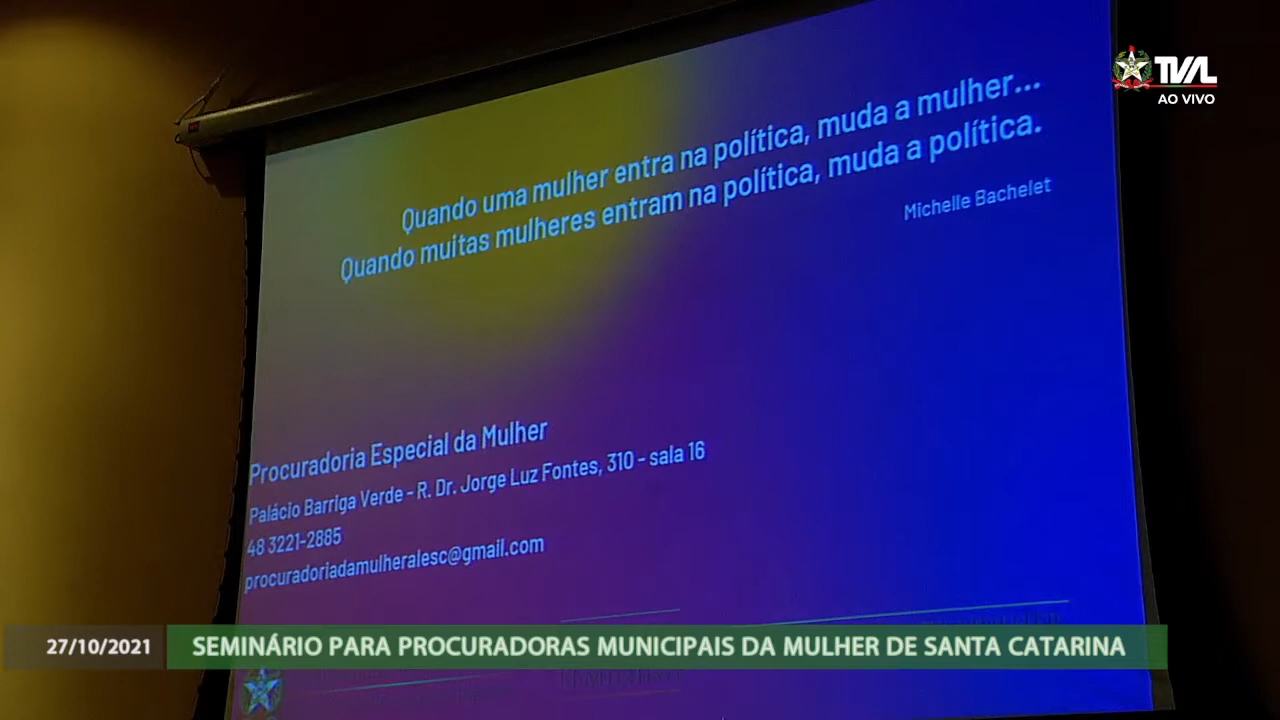 TVAL
AO VIVO
Quando uma mulher entra na política, muda a mulher...
Quando muitas mulheres entram na política, muda a política.
Michelle Bachelet
Procuradoria Especial da Mulher
Palácio Barriga Verde - R. Dr. Jorge Luz Fontes, 310 - sala 16
48 3221-2885
procuradoriadamulheralesc@gmail.com
27/10/2021
SEMINÁRIO PARA PROCURADORAS MUNICIPAIS DA MULHER DE SANTA CATARINA